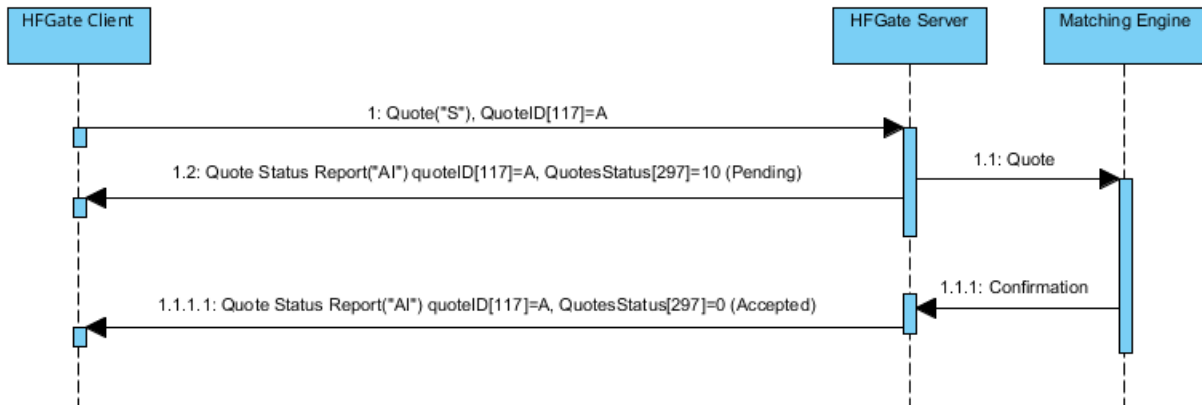 HFGate Client
HFGate Server
Matching Engine
1: Quote("S"), QuoteID[117]=A
1.1: Quote
1.2: Quote Status Report("AI") quoteID[117]=A, QuotesStatus[297]=10 (Pending)
1.1.1: Confirmation
1.1.1.1: Quote Status Report("AI") quoteID[117]=A, QuotesStatus[297]=0 (Accepted)